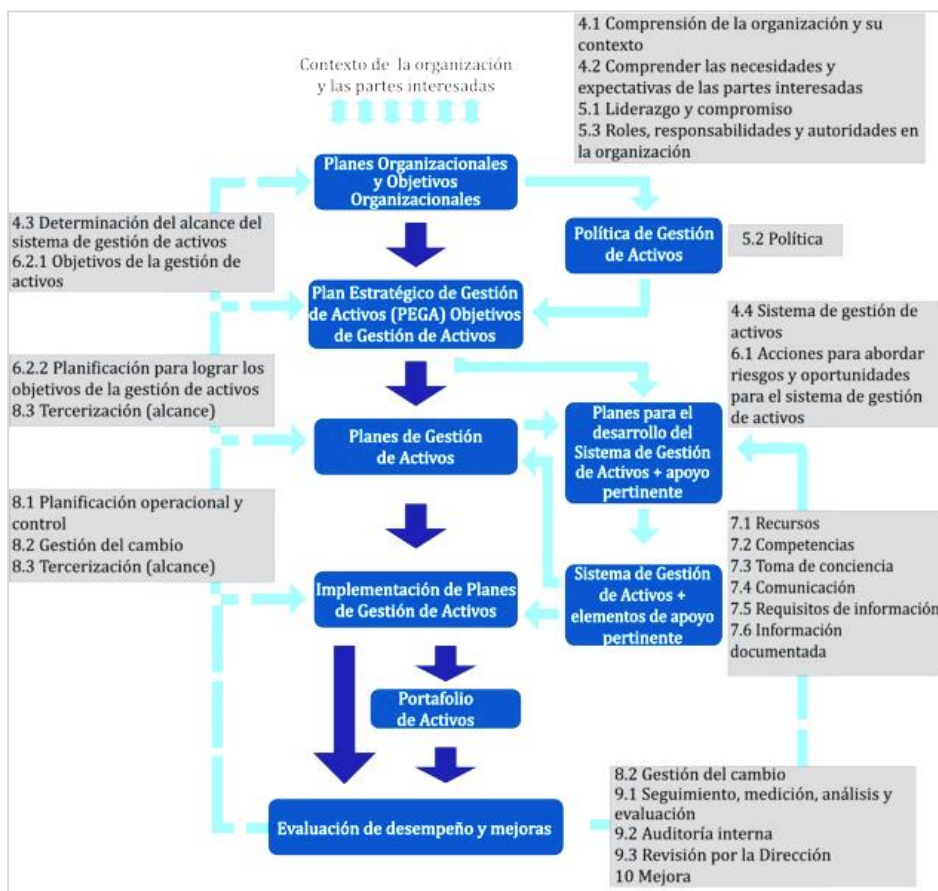 Contexto de la organización
y las partes interesadas
4.1 Comprensión de la organización y su
contexto
4.2 Comprender las necesidades y
expectativas de las partes interesadas
5.1 Liderazgo y compromiso
5.3 Roles, responsabilidades y autoridades en
la organización
Planes Organizacionales
y Objetivos
Organizacionales
4.3 Determinación del alcance del
sistema de gestión de activos
6.2.1 Objetivos de la gestión de
activos
Política de Gestión
de Activos
5.2 Política
Plan Estratégico de Gestión
de Activos (PEGA) Objetivos
de Gestión de Activos
4.4 Sistema de gestión de
activos
6.1 Acciones para abordar
riesgos y oportunidades
para el sistema de gestión
de activos
6.2.2 Planificación para lograr los
objetivos de la gestión de activos
8.3 Tercerización (alcance)
Planes de Gestión
de Activos
Planes para el
desarrollo del
Sistema de Gestión
de Activos + apoyo
pertinente
8.1 Planificación operacional y
control
8.2 Gestión del cambio
8.3 Tercerización (alcance)
7.1 Recursos
7.2 Competencias
7.3 Toma de conciencia
7.4 Comunicación
7.5 Requisitos de información
7.6 Información
documentada
Implementación de Planes
de Gestión de Activos
Sistema de Gestión
de Activos +
elementos de apoyo
pertinente
Portafolio
de Activos
Evaluación de desempeño y mejoras
8.2 Gestión del cambio
9.1 Seguimiento, medición, análisis y
evaluación
9.2 Auditoría interna
9.3 Revisión por la Dirección
10 Mejora